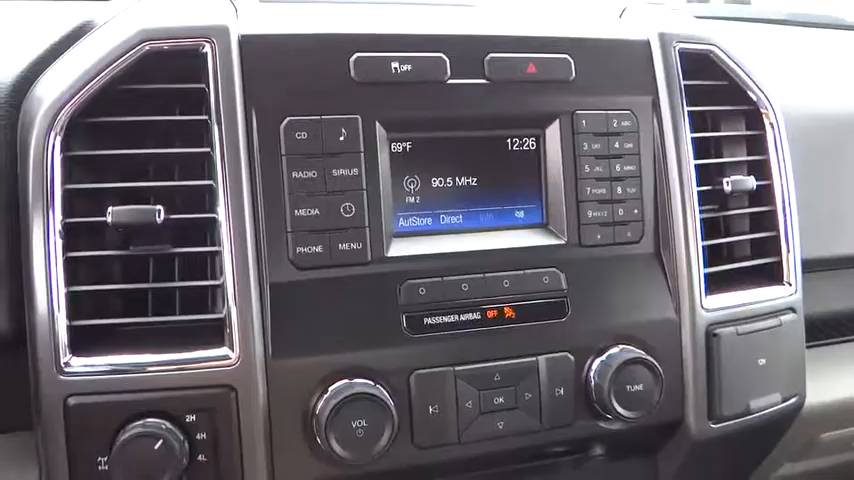 OFF
CD
RADIO SIRIUS
MEDIA
PHONE MENU
69°F 12:26
90.5 MHz
FM 2
AutStore Direct Info
1 2 ABC
3 DEF 4 GHI
5 JKL 6 MNO
7 PQRS 8 TUV
9 WXYZ 0
* #
PASSENGER AIRBAG OFF
VOL
OK
TUNE
2H
4H
4L